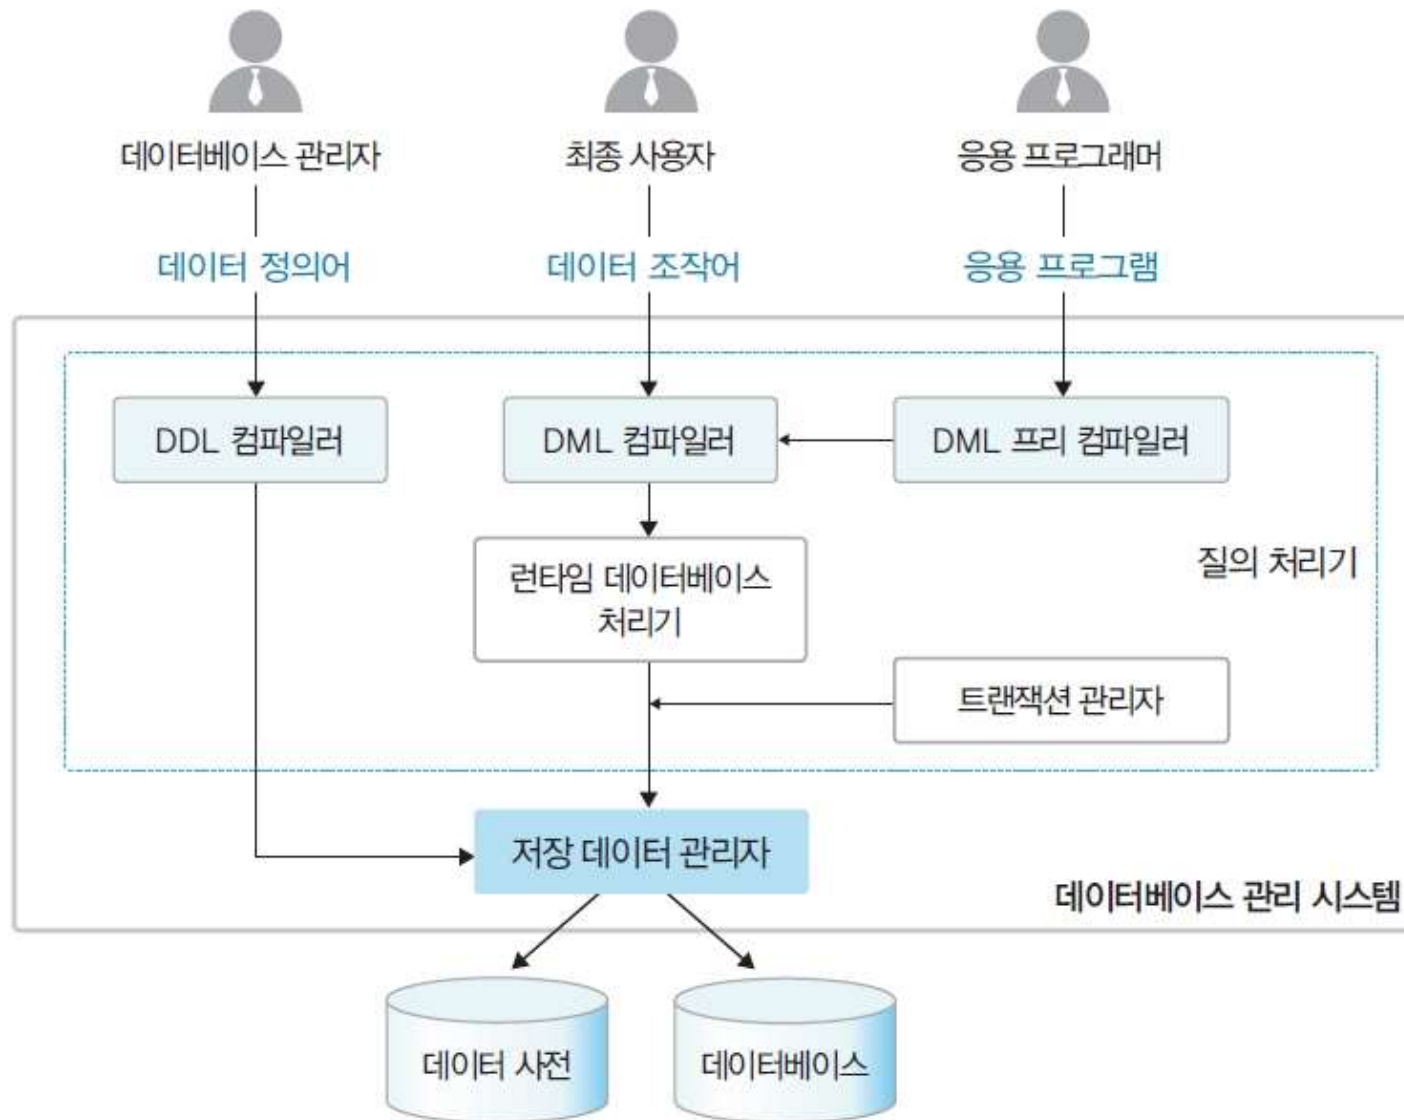 데이터베이스 관리자
최종 사용자
응용 프로그래머
데이터 정의어
데이터 조작어
응용 프로그램
DDL 컴파일러
DML 컴파일러
DML 프리 컴파일러
런타임 데이터베이스
처리기
질의 처리기
트랜잭션 관리자
저장 데이터 관리자
데이터베이스 관리 시스템
데이터 사전
데이터베이스